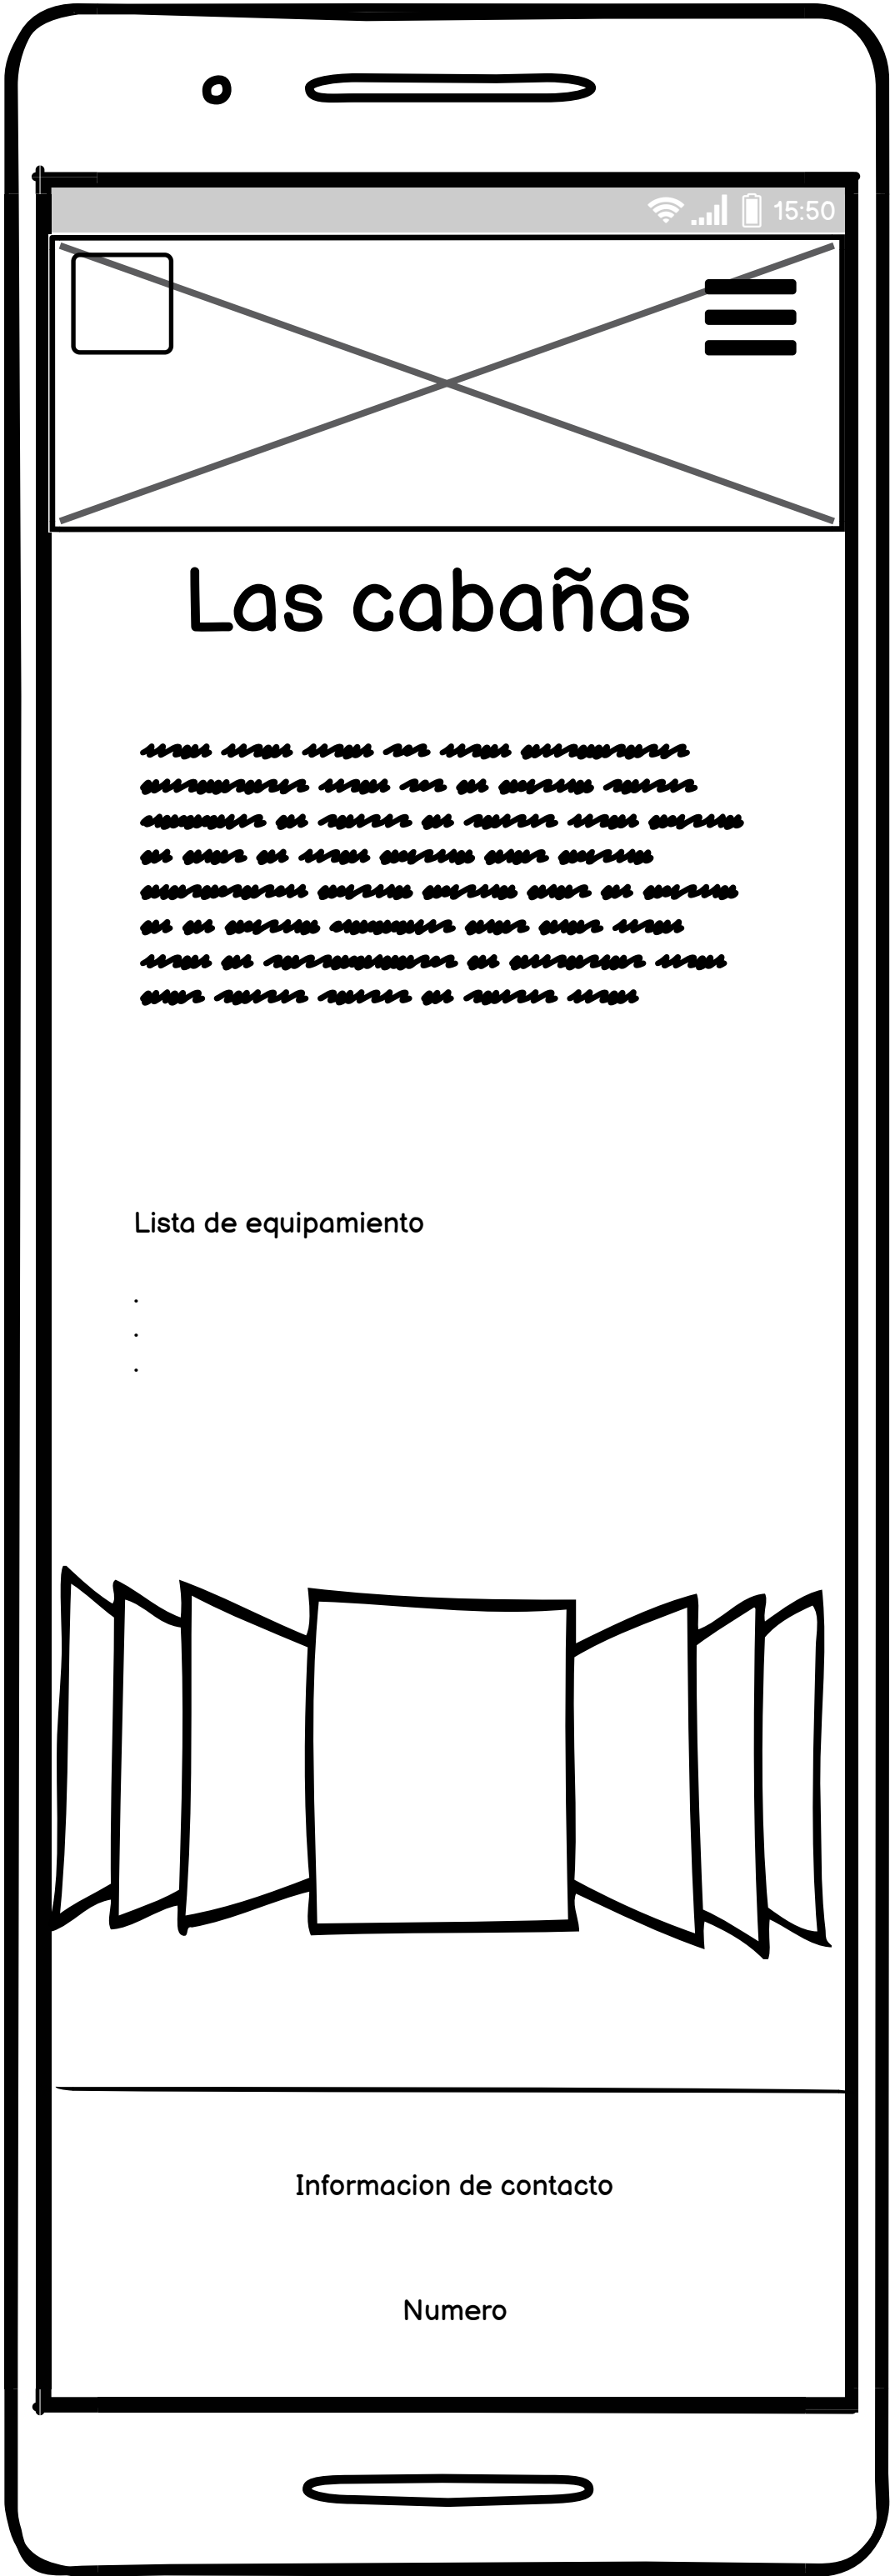 15:50
Las cabañas
Lista de equipamiento
.
.
.
Informacion de contacto
Numero